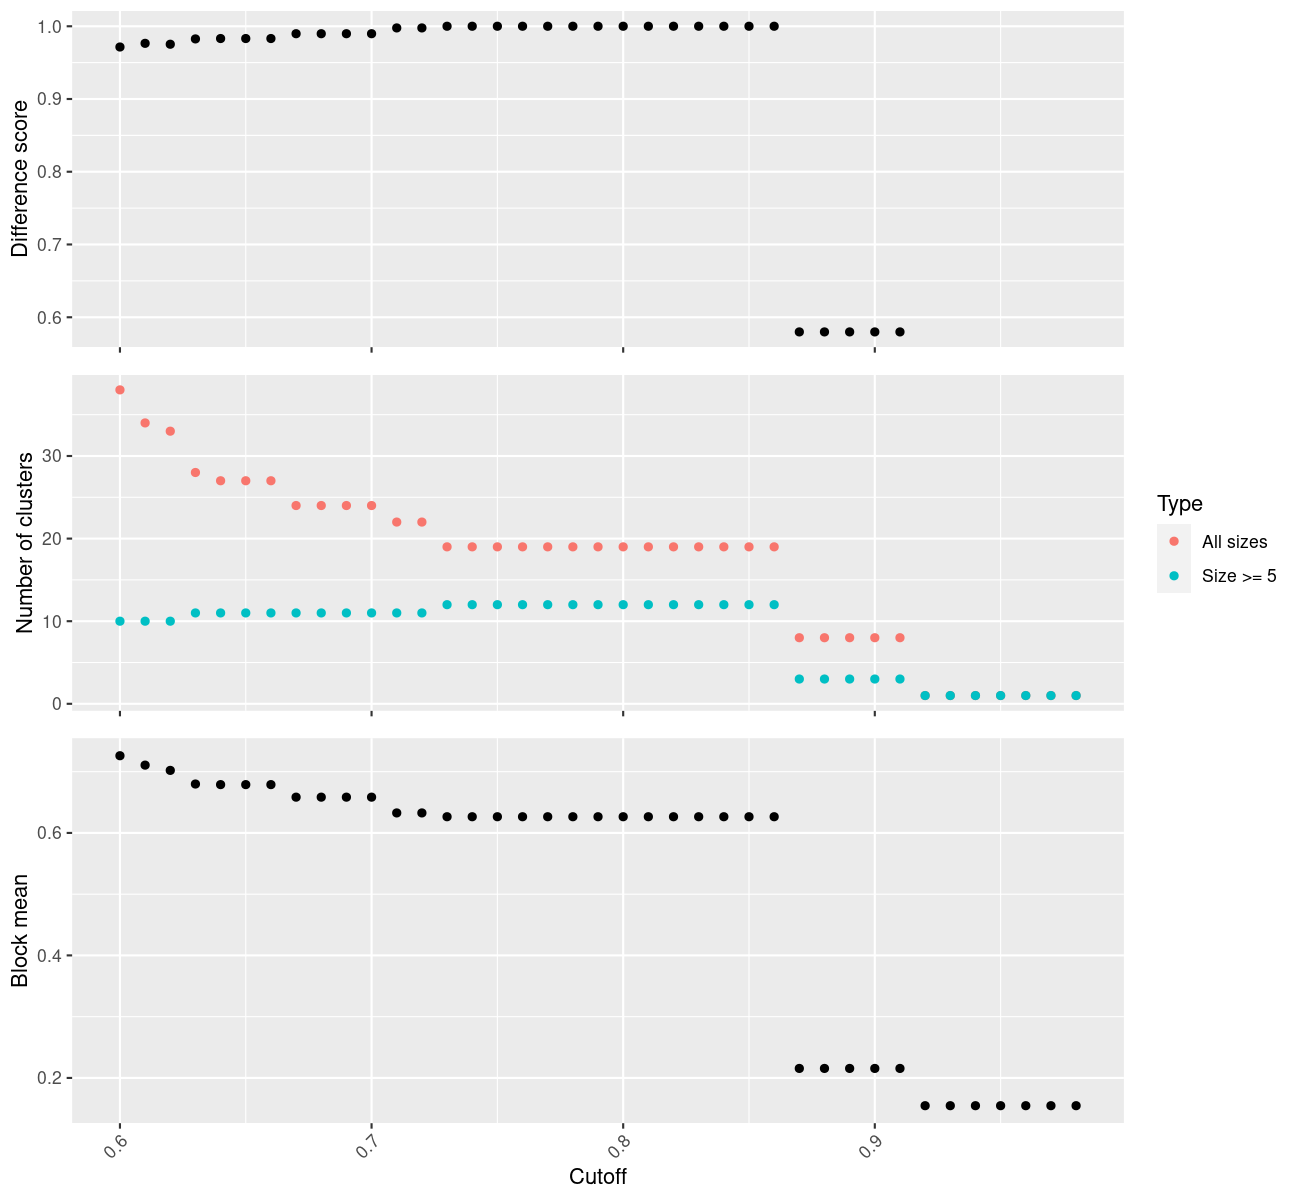 1.0
0.9
0.8
0.7
0.6
Difference score
30
20
10
0
Number of clusters
Type
All sizes
Size >= 5
0.6
0.4
0.2
Block mean
0.6
0.7
0.8
0.9
Cutoff